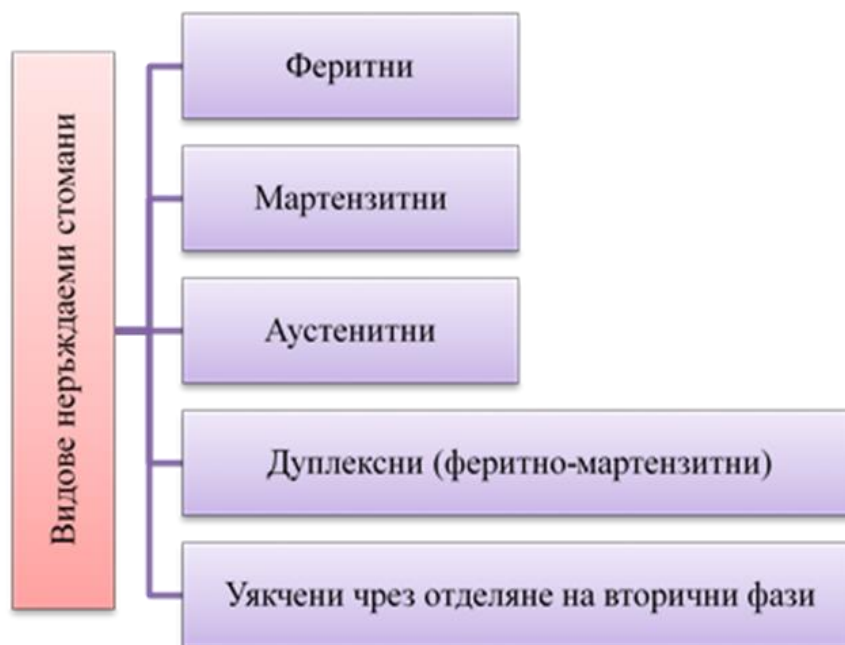 Видове неръждаеми стомани
Феритни
Мартензитни
Аустенитни
Дуплексни (феритно-мартензитни)
Уякчени чрез отделяне на вторични фази